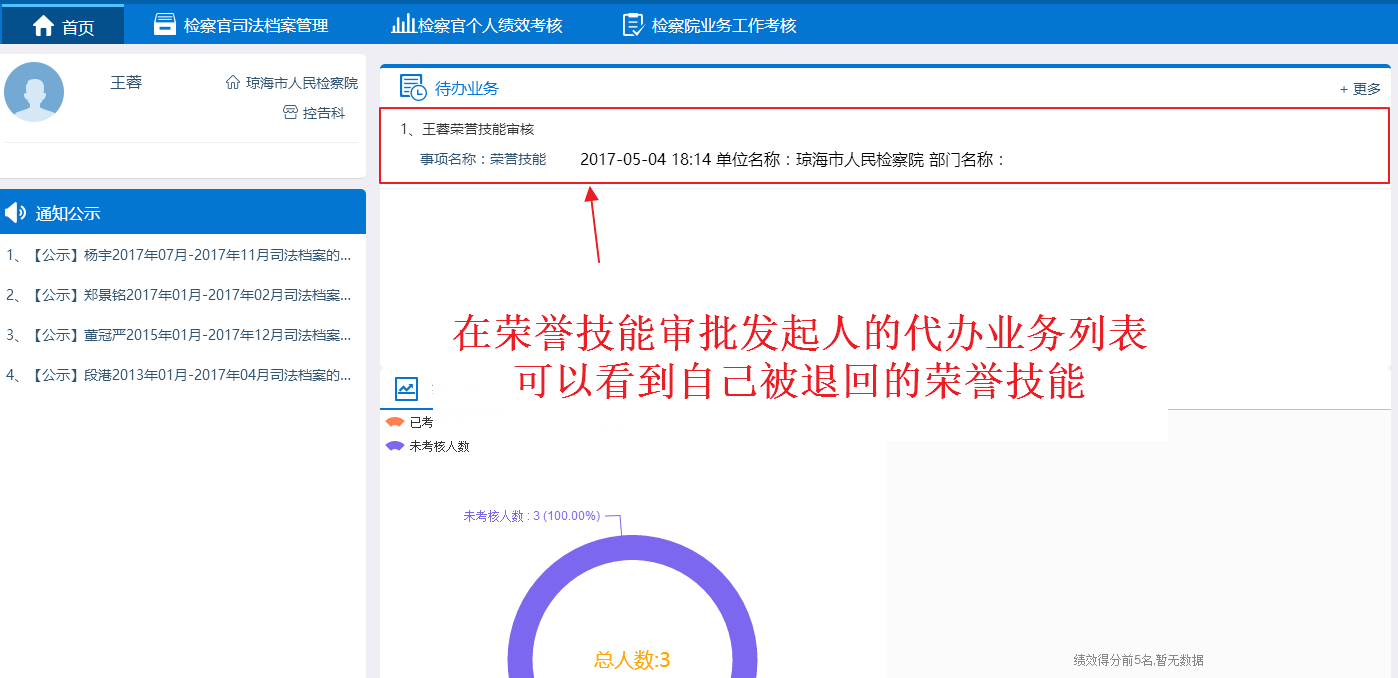 首页
检察官司法档案管理
检察官个人绩效考核
检察院业务工作考核
王蓉
琼海市人民检察院
控告科
通知公示
1、【公示】杨宇2017年07月-2017年11月司法档案的...
2、【公示】郑景铭2017年01月-2017年02月司法档案...
3、【公示】董冠严2015年01月-2017年12月司法档案...
4、【公示】段港2013年01月-2017年04月司法档案的...
待办业务
+ 更多
1、王蓉荣誉技能审核
事项名称：荣誉技能 2017-05-04 18:14 单位名称：琼海市人民检察院 部门名称：
在荣誉技能审批发起人的代办业务列表
可以看到自己被退回的荣誉技能
已考
未考核人数
未考核人数 : 3 (100.00%)
总人数:3
绩效得分前5名,暂无数据